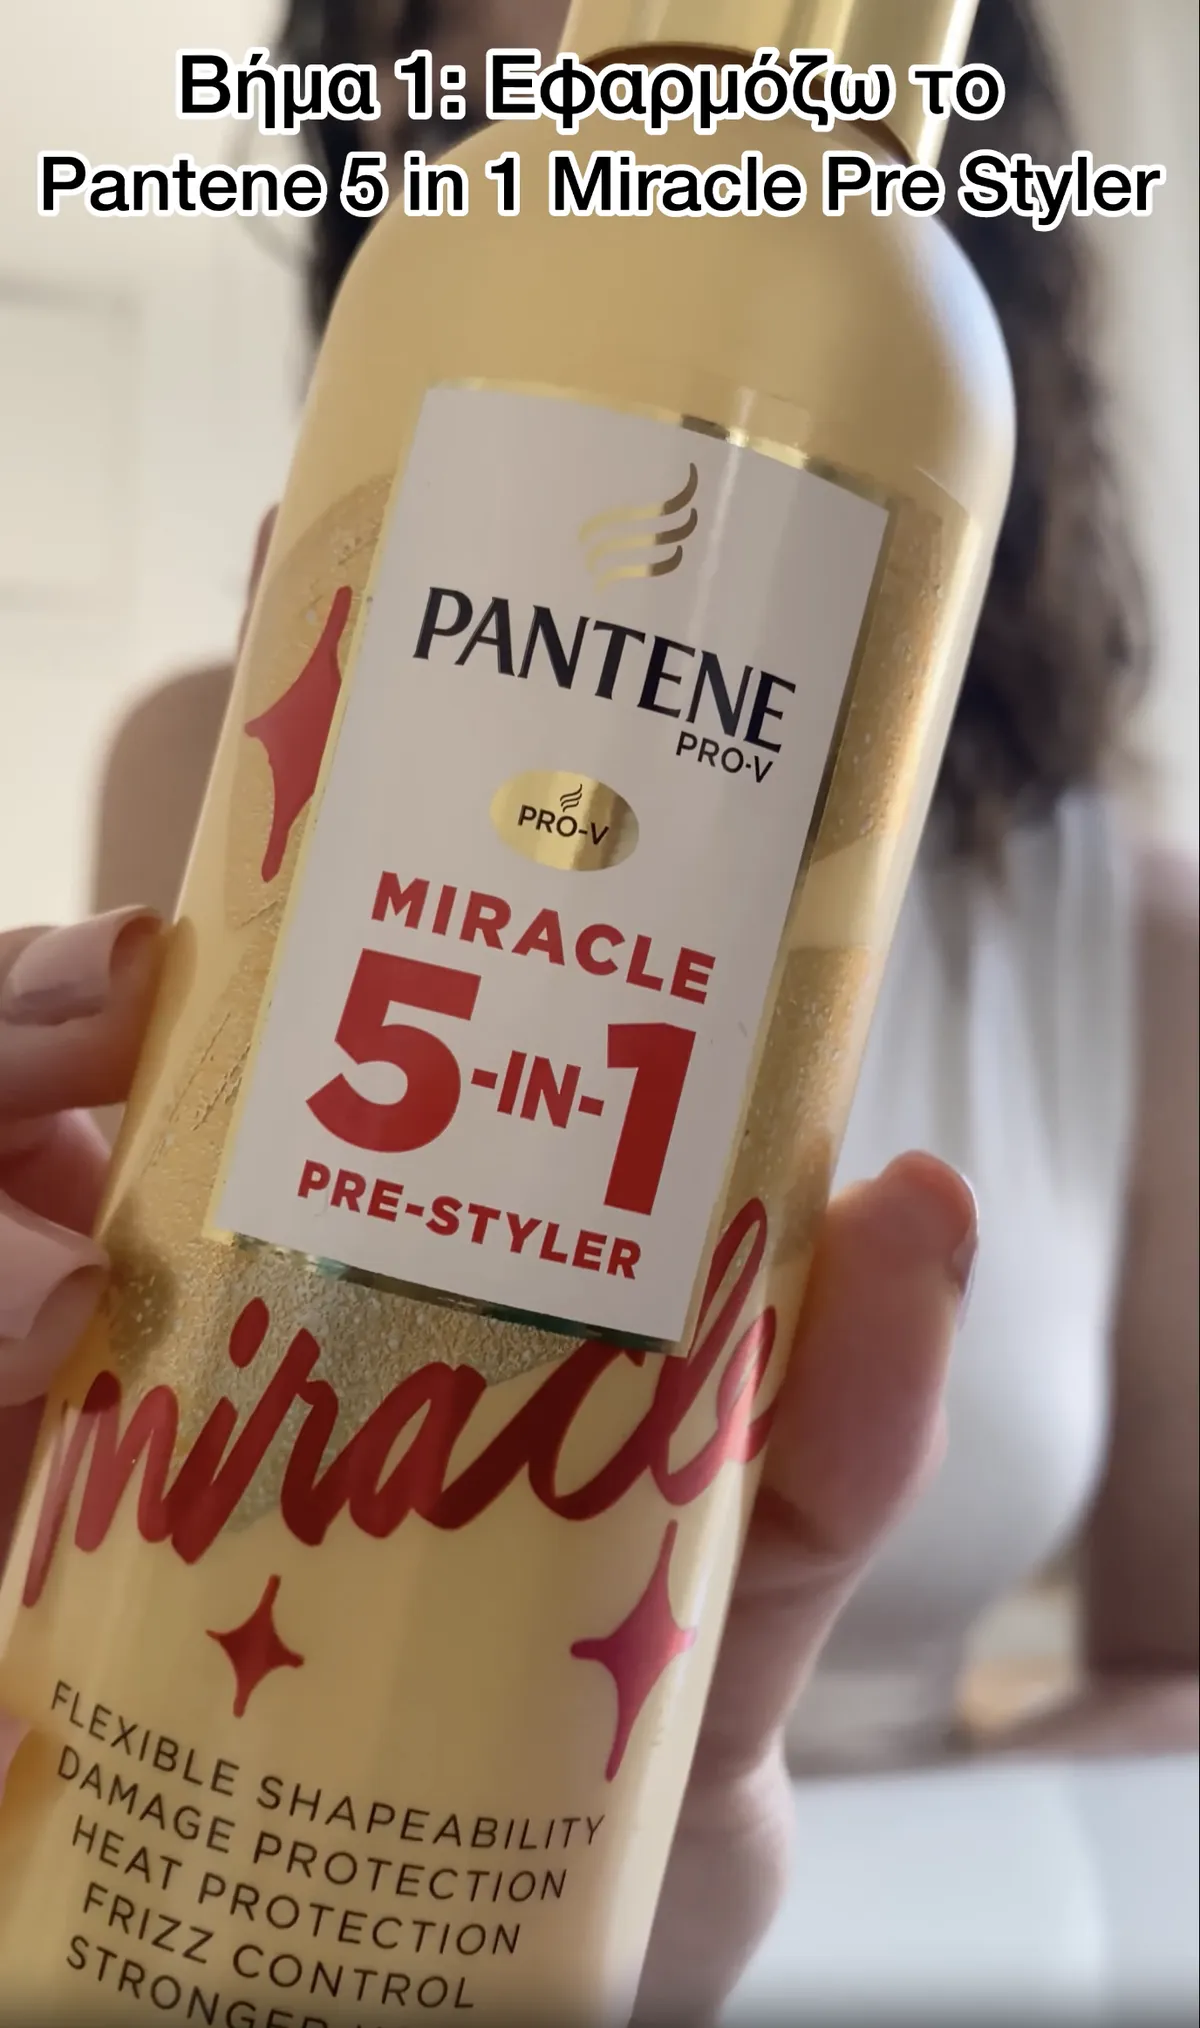 Βήμα 1: Εφαρμόζω το
Pantene 5 in 1 Miracle Pre Styler
PANTENE
PRO-V
PRO-V
MIRACLE
5-IN-1
PRE-STYLER
miracle
FLEXIBLE SHAPEABILITY
DAMAGE PROTECTION
HEAT PROTECTION
FRIZZ CONTROL